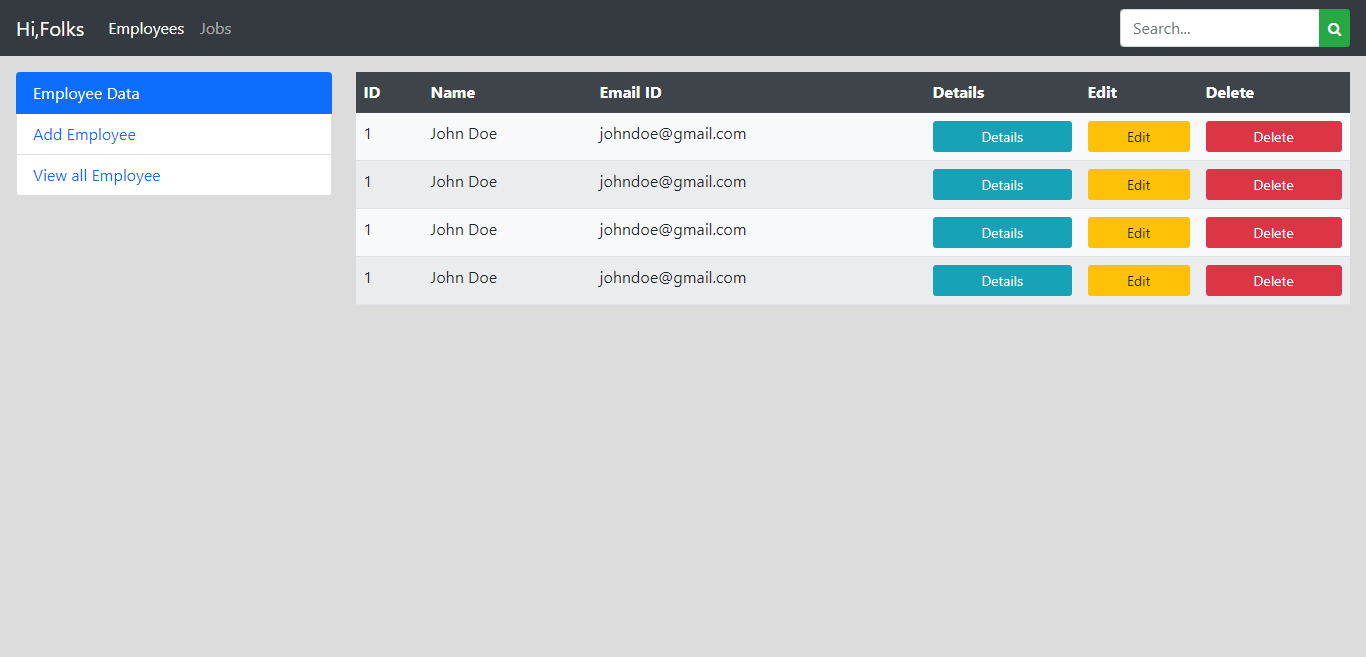 Hi,Folks Employees Jobs Search...
Employee Data
Add Employee
View all Employee
ID Name Email ID Details Edit Delete
1 John Doe johndoe@gmail.com Details Edit Delete
1 John Doe johndoe@gmail.com Details Edit Delete
1 John Doe johndoe@gmail.com Details Edit Delete
1 John Doe johndoe@gmail.com Details Edit Delete